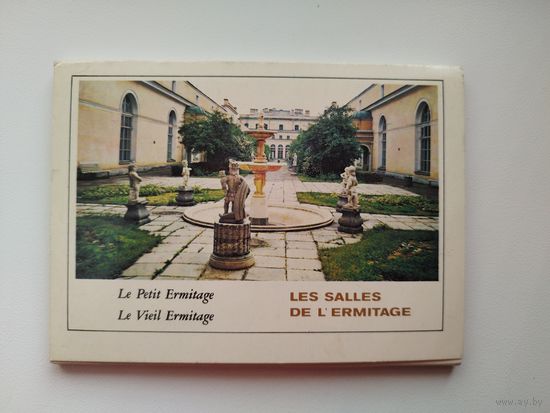 Le Petit Ermitage
Le Vieil Ermitage
LES SALLES
DE L'ERMITAGE
www.ay.by